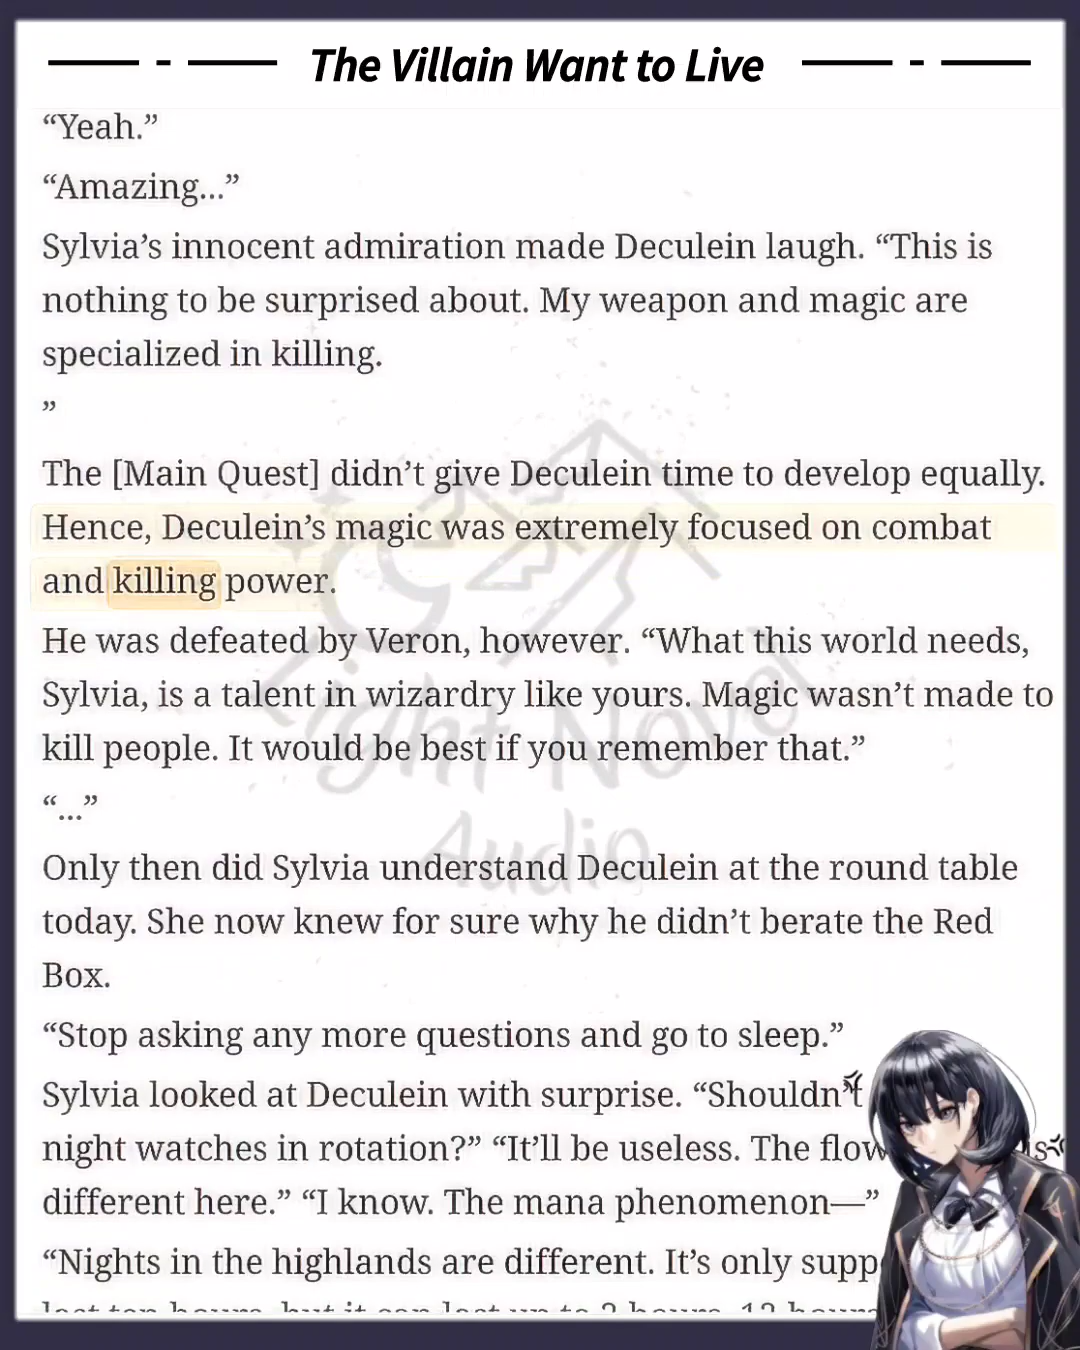 The Villain Want to Live
“Yeah.”
“Amazing...”
Sylvia’s innocent admiration made Deculein laugh. “This is
nothing to be surprised about. My weapon and magic are
specialized in killing.
”
The [Main Quest] didn’t give Deculein time to develop equally.
Hence, Deculein’s magic was extremely focused on combat
and killing power.
He was defeated by Veron, however. “What this world needs,
Sylvia, is a talent in wizardry like yours. Magic wasn’t made to
kill people. It would be best if you remember that.”
“...”
Only then did Sylvia understand Deculein at the round table
today. She now knew for sure why he didn’t berate the Red
Box.
“Stop asking any more questions and go to sleep.”
Sylvia looked at Deculein with surprise. “Shouldn’t
night watches in rotation?” “It’ll be useless. The
different here.” “I know. The mana phenomenon—”
“Nights in the highlands are different. It’s only
Light Novel
Audio